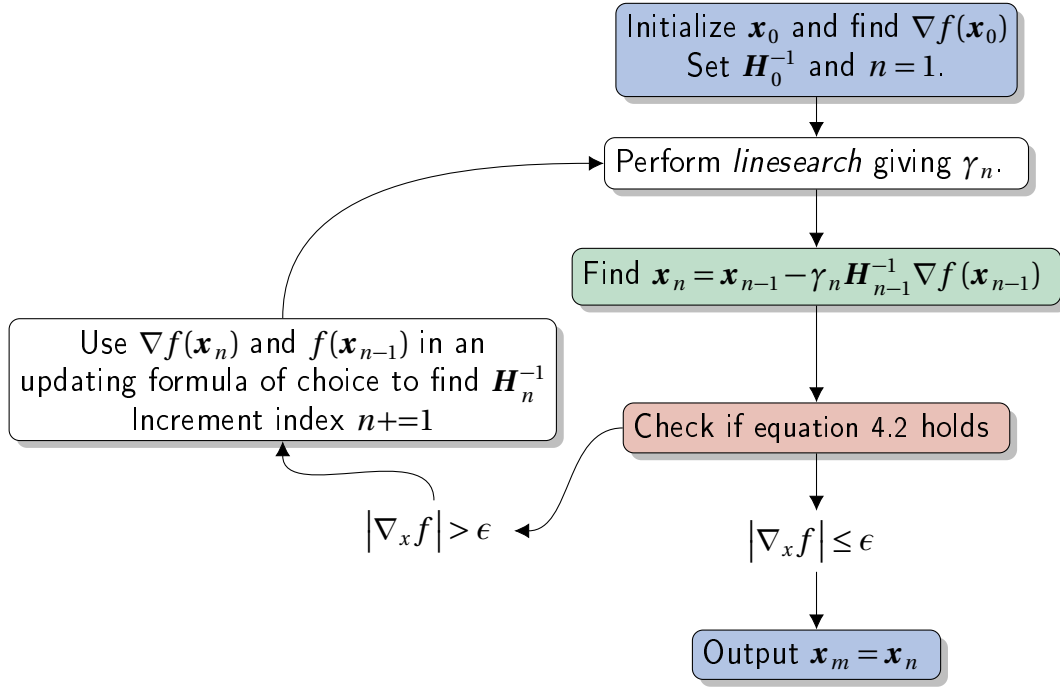 Initialize 𝒙₀ and find ∇f(𝒙₀)
Set 𝑯₀⁻¹ and n = 1.
Perform linesearch giving γₙ.
Find 𝒙ₙ = 𝒙ₙ₋₁ − γₙ𝑯ₙ₋₁⁻¹∇f(𝒙ₙ₋₁)
Use ∇f(𝒙ₙ) and f(𝒙ₙ₋₁) in an
updating formula of choice to find 𝑯ₙ⁻¹
Increment index n+=1
Check if equation 4.2 holds
|∇ₓf| > ϵ
|∇ₓf| ≤ ϵ
Output 𝒙ₘ = 𝒙ₙ